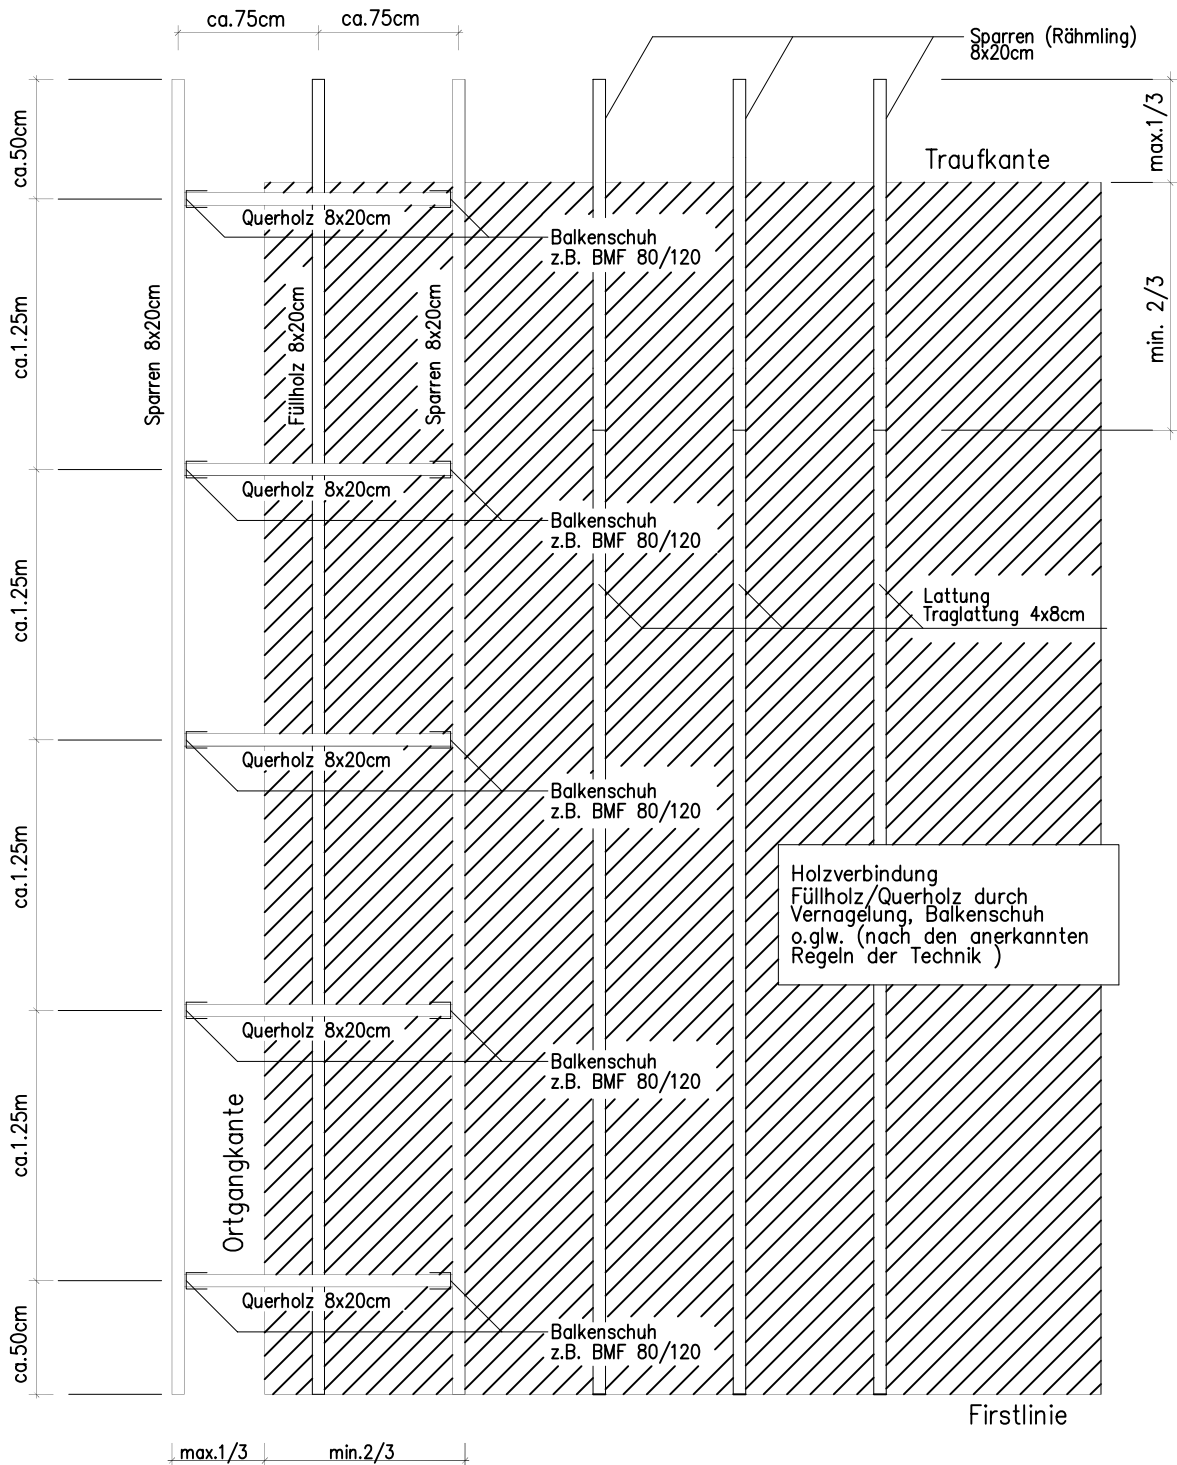 ca.75cm
ca.75cm
Sparren (Rähmling)
8x20cm
ca.50cm
max.1/3
Traufkante
Querholz 8x20cm
Balkenschuh
z.B. BMF 80/120
ca.1.25m
Sparren 8x20cm
Füllholz 8x20cm
Sparren 8x20cm
min. 2/3
Querholz 8x20cm
Balkenschuh
z.B. BMF 80/120
ca.1.25m
Lattung
Traglattung 4x8cm
Querholz 8x20cm
Balkenschuh
z.B. BMF 80/120
ca.1.25m
Holzverbindung
Füllholz/Querholz durch
Vernagelung, Balkenschuh
o.glw. (nach den anerkannten
Regeln der Technik )
Querholz 8x20cm
Balkenschuh
z.B. BMF 80/120
ca.1.25m
Ortgangkante
Querholz 8x20cm
Balkenschuh
z.B. BMF 80/120
ca.50cm
Firstlinie
max.1/3
min.2/3